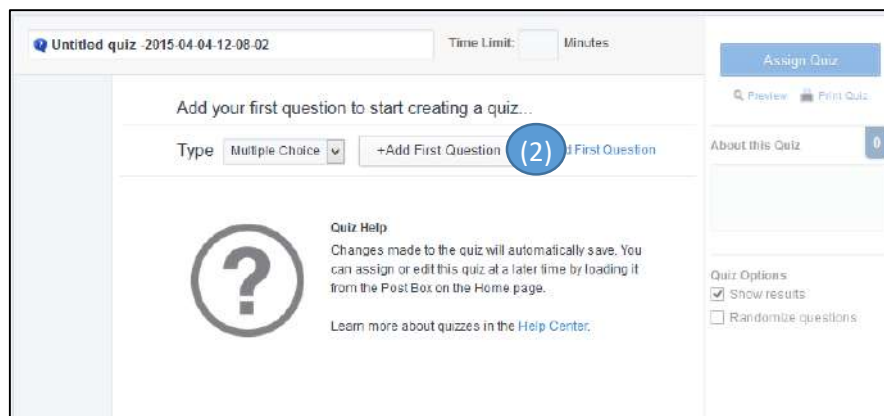 Untitled quiz -2015-04-04-12-08-02
Time Limit: Minutes
Assign Quiz
Preview Print Quiz
Add your first question to start creating a quiz...
Type Multiple Choice +Add First Question (2) First Question
About this Quiz 0
Quiz Help
Changes made to the quiz will automatically save. You
can assign or edit this quiz at a later time by loading it
from the Post Box on the Home page.
Learn more about quizzes in the Help Center.
Quiz Options
Show results
Randomize questions